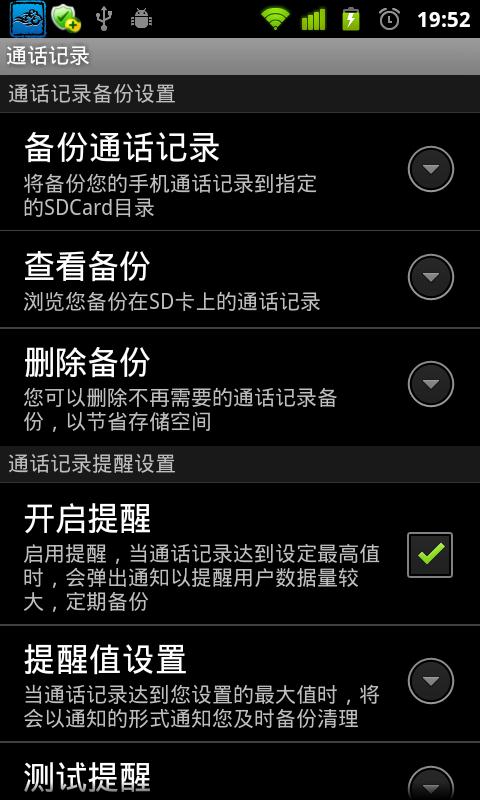 19:52
通话记录
通话记录备份设置
备份通话记录
将备份您的手机通话记录到指定
的SDCard目录
查看备份
浏览您备份在SD卡上的通话记录
删除备份
您可以删除不再需要的通话记录备
份，以节省存储空间
通话记录提醒设置
开启提醒
启用提醒，当通话记录达到设定最高值
时，会弹出通知以提醒用户数据量较
大，定期备份
提醒值设置
当通话记录达到您设置的最大值时，将
会以通知的形式通知您及时备份清理
测试提醒